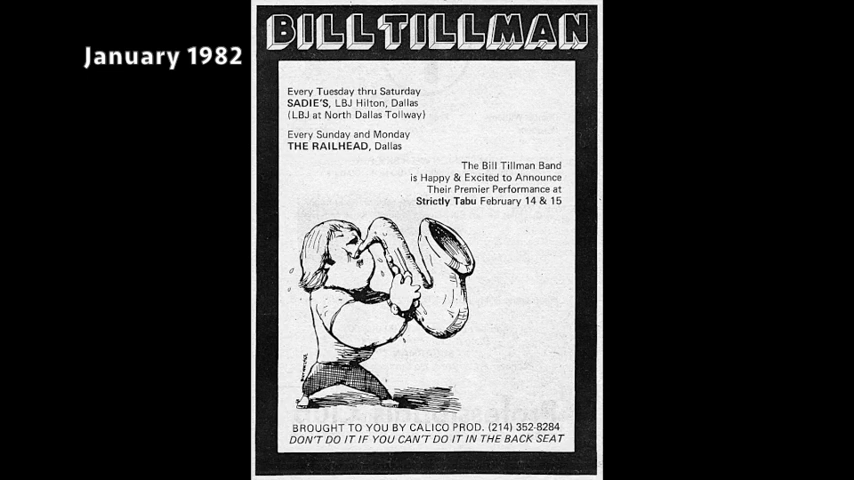 January 1982
BILL TILLMAN
Every Tuesday thru Saturday
SADIE'S, LBJ Hilton, Dallas
(LBJ at North Dallas Tollway)
Every Sunday and Monday
THE RAILHEAD, Dallas
The Bill Tillman Band
is Happy & Excited to Announce
Their Premier Performance at
Strictly Tabu February 14 & 15
BROUGHT TO YOU BY CALICO PROD. (214) 352-8284
DON'T DO IT IF YOU CAN'T DO IT IN THE BACK SEAT